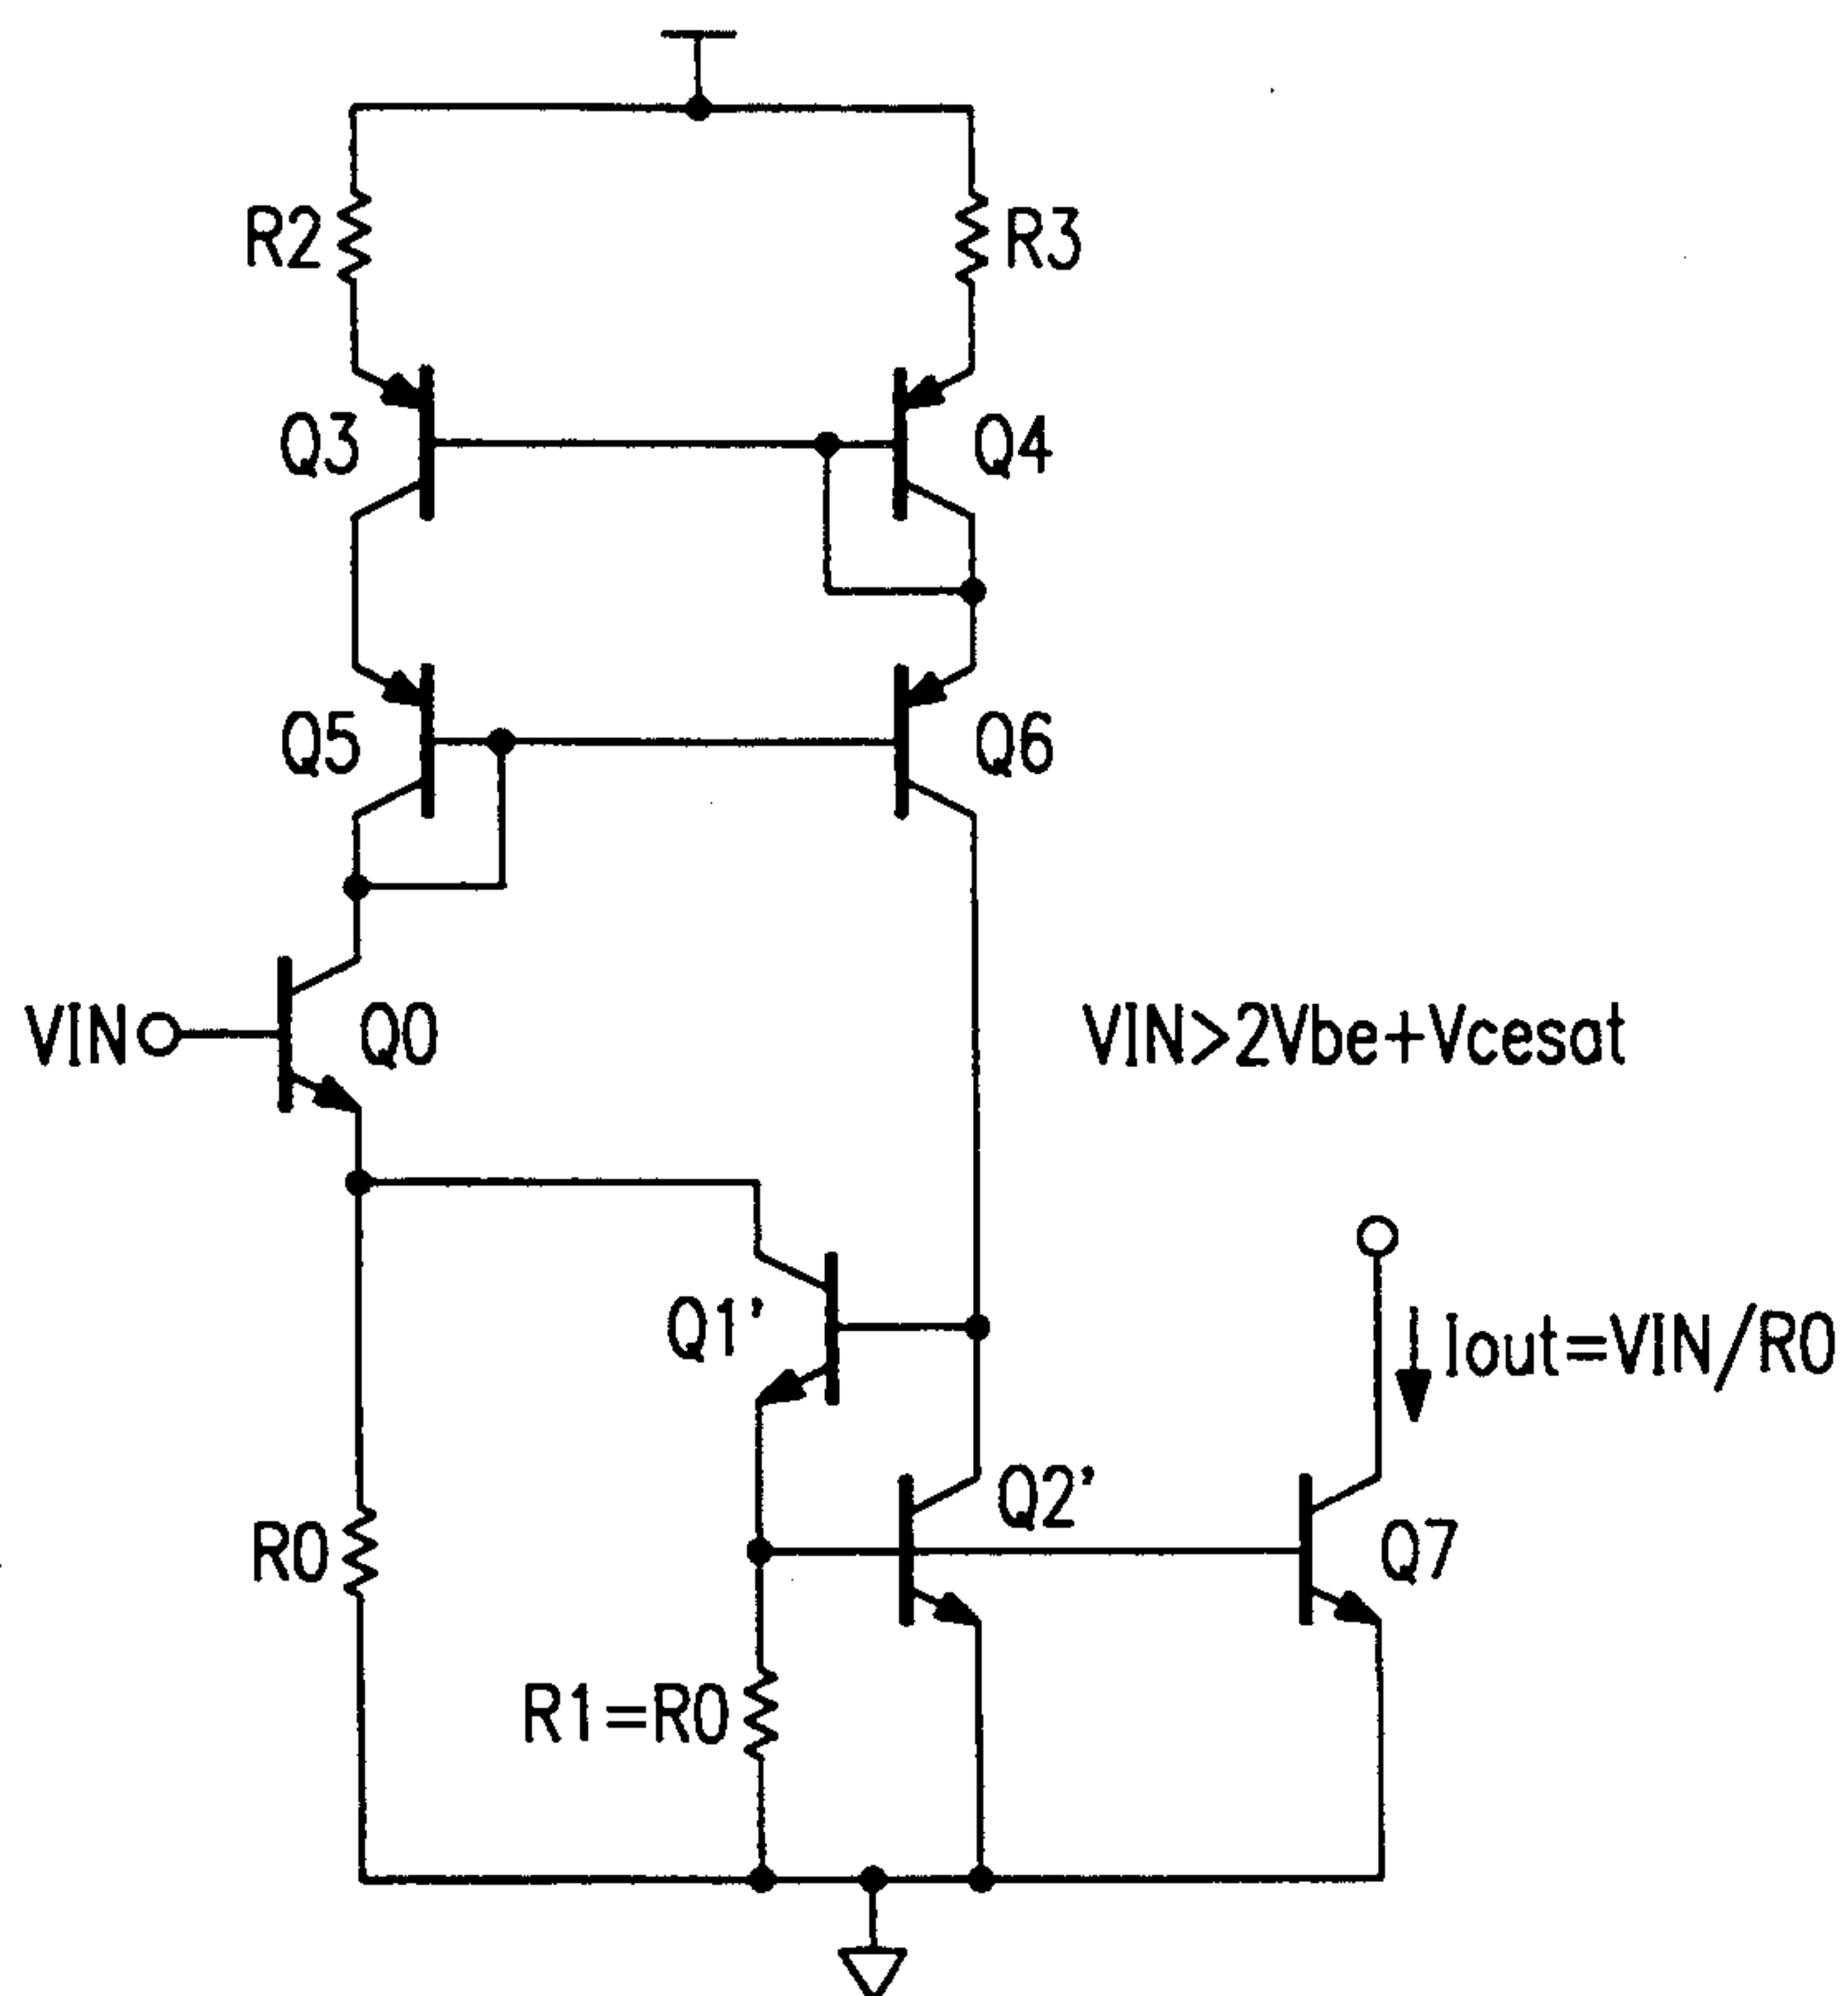 R2
R3
Q3
Q4
Q5
Q6
VIN
Q0
VIN>2Vbe+Vcesat
Q1'
Iout=VIN/R0
Q2'
R0
Q7
R1=R0